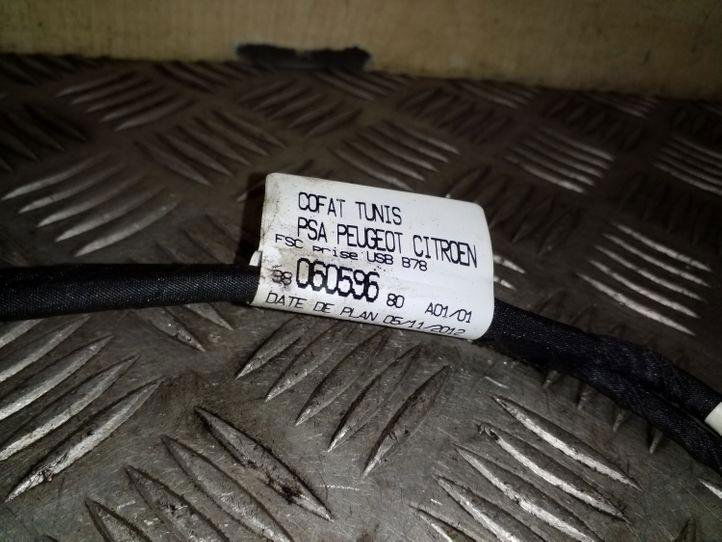 COFAT TUNIS
PSA PEUGEOT CITROEN
FSC prise USB B78
98 060596 80 A01/01
DATE DE PLAN 05/11/2012